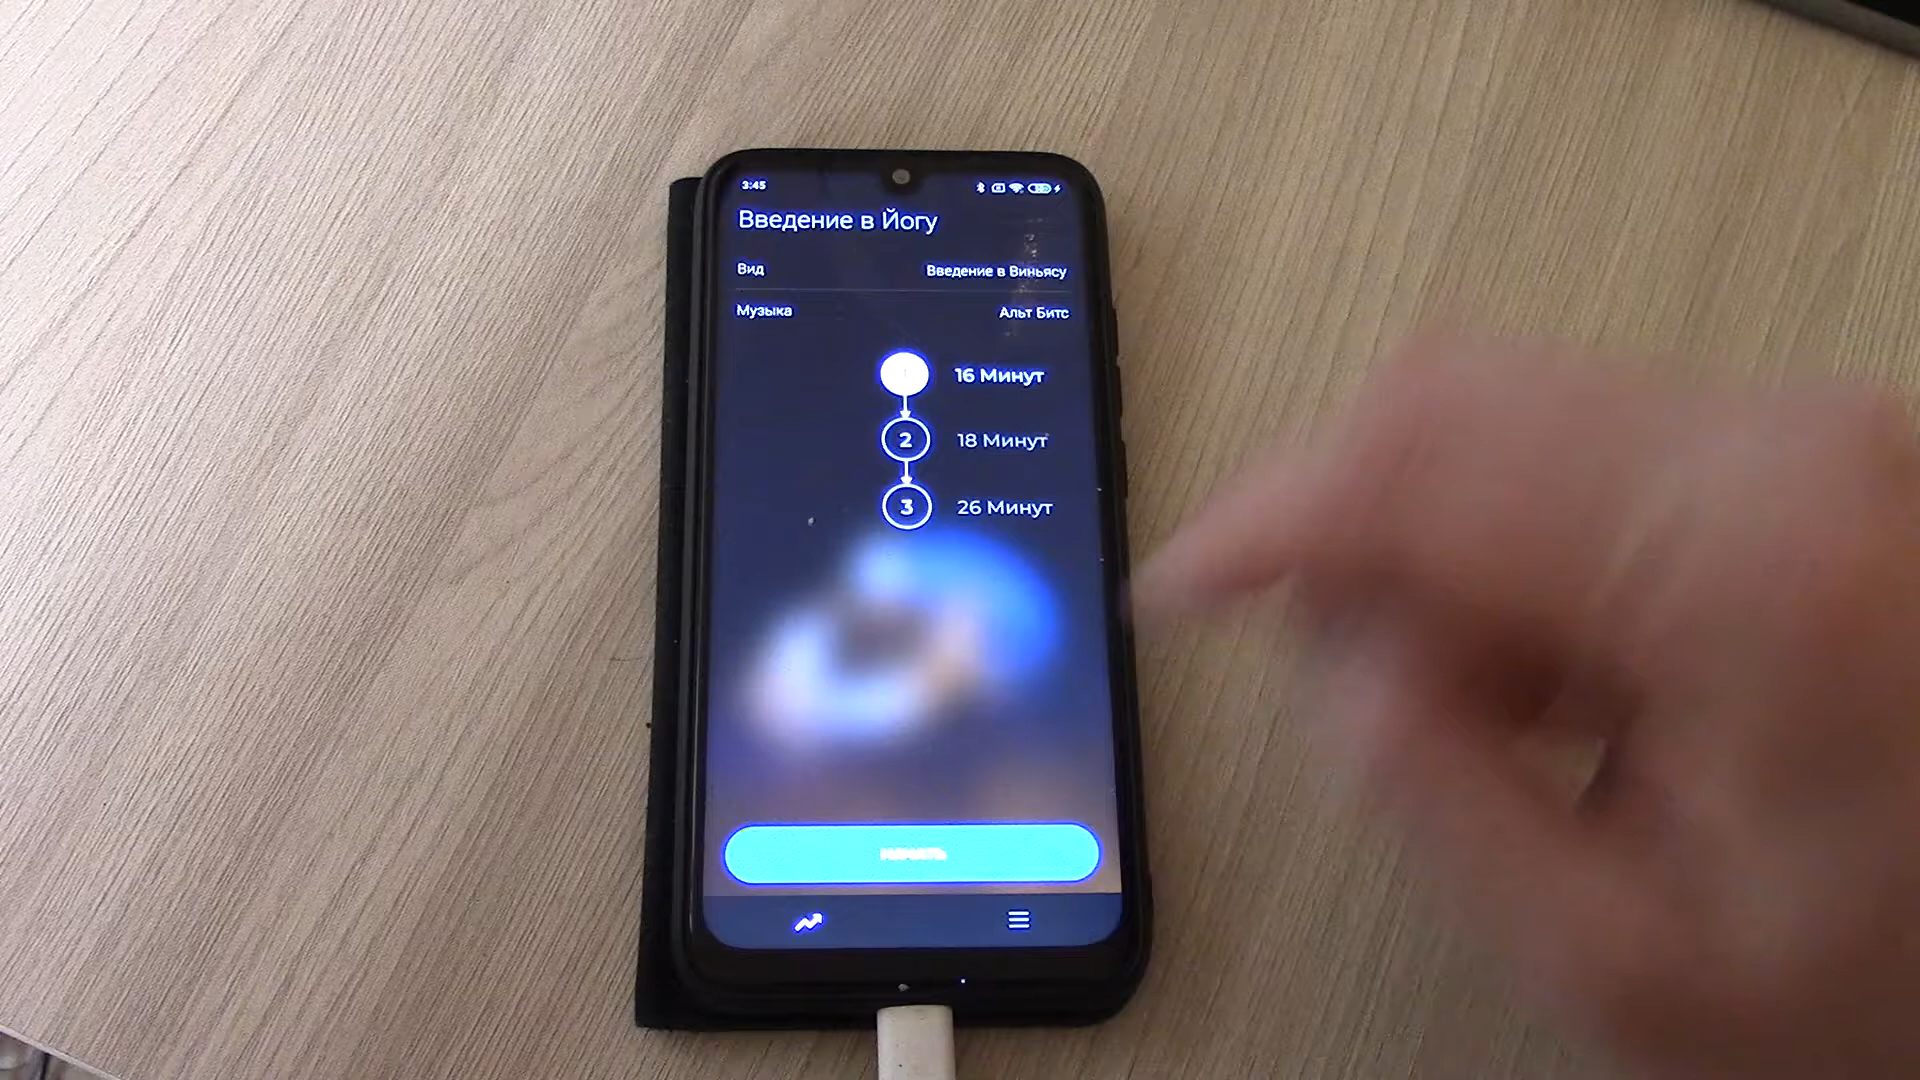 3:45
Введение в Йогу
Вид Введение в Виньясу
Музыка Альт Битс
16 Минут
2 18 Минут
3 26 Минут